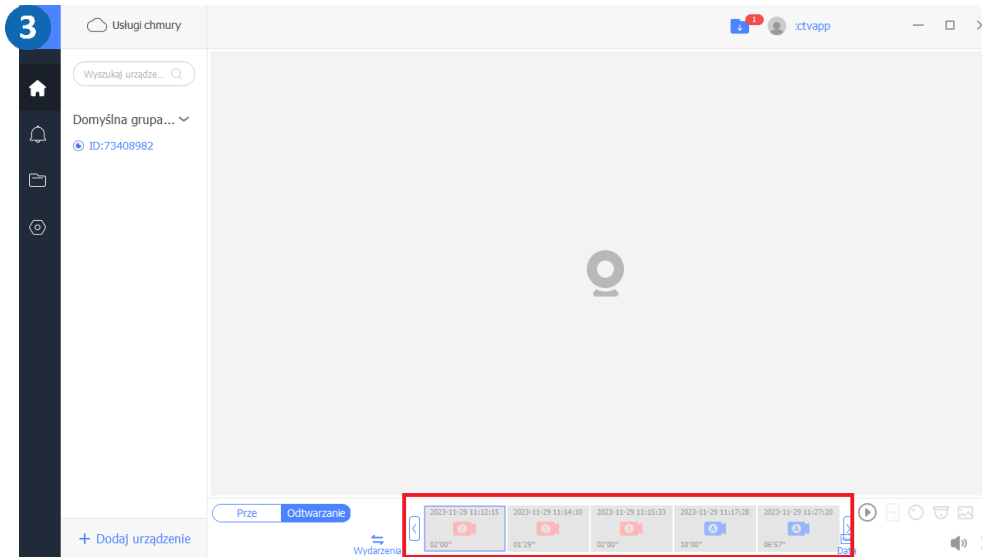 3
Usługi chmury
1
:ctvapp
Wyszukaj urządze...
Domyślna grupa...
ID:73408982
Prze
Odtwarzanie
2023-11-29 11:12:15
2023-11-29 11:14:10
2023-11-29 11:15:33
2023-11-29 11:17:28
2023-11-29 11:27:20
A
A
02'00"
01'29"
02'00"
10'00"
06'57"
+ Dodaj urządzenie
Wydarzenia
Data